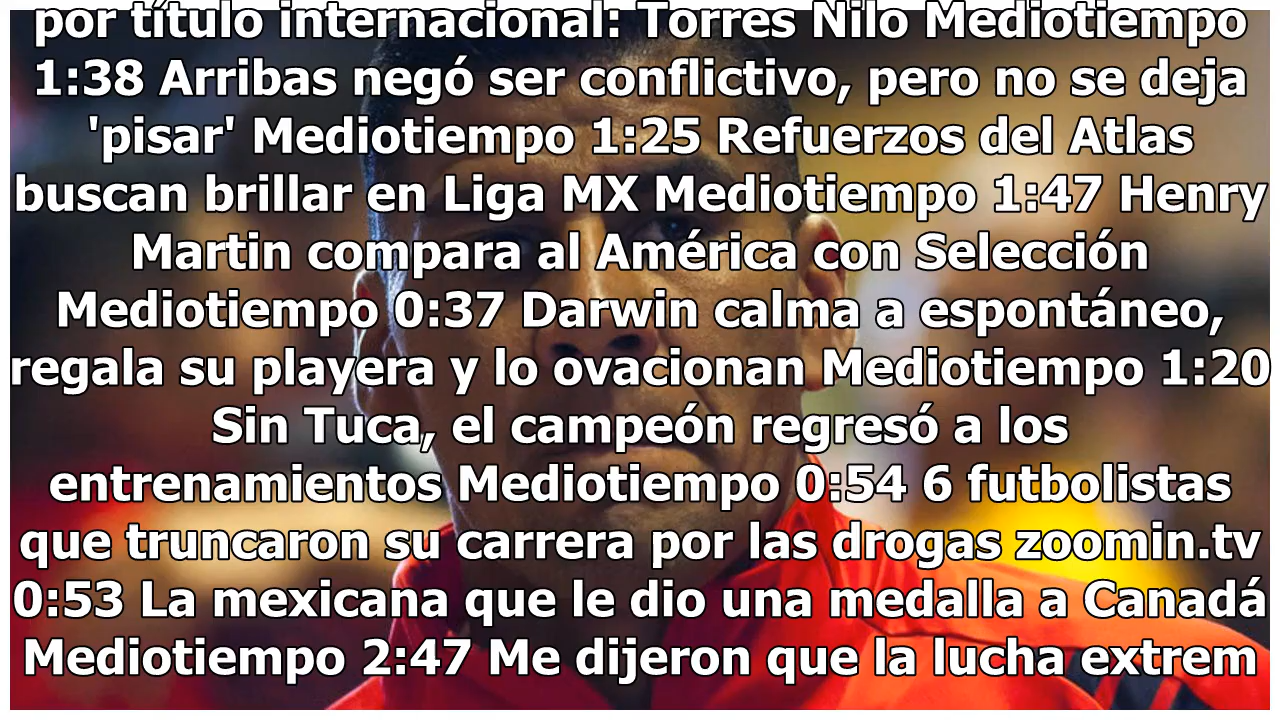 por título internacional: Torres Nilo Mediotiempo
1:38 Arribas negó ser conflictivo, pero no se deja
'pisar' Mediotiempo 1:25 Refuerzos del Atlas
buscan brillar en Liga MX Mediotiempo 1:47 Henry
Martin compara al América con Selección
Mediotiempo 0:37 Darwin calma a espontáneo,
regala su playera y lo ovacionan Mediotiempo 1:20
Sin Tuca, el campeón regresó a los
entrenamientos Mediotiempo 0:54 6 futbolistas
que truncaron su carrera por las drogas zoomin.tv
0:53 La mexicana que le dio una medalla a Canadá
Mediotiempo 2:47 Me dijeron que la lucha extrem